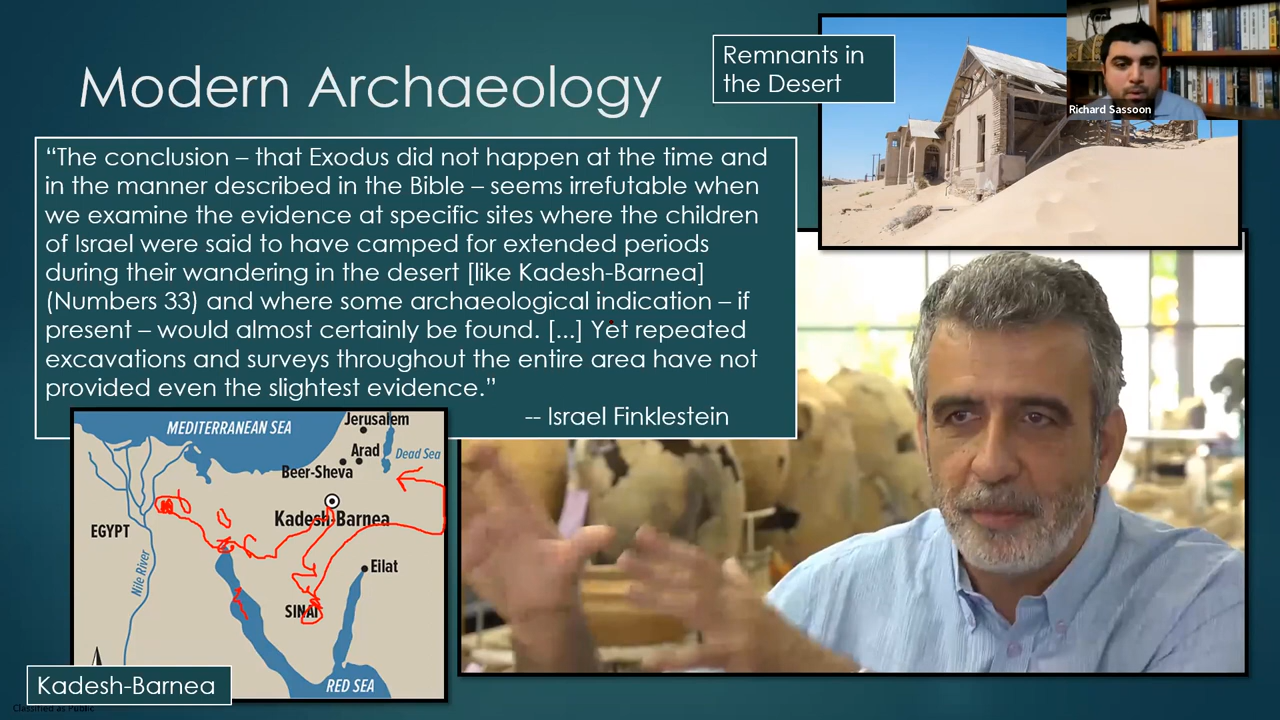 Modern Archaeology
Remnants in
the Desert
Richard Sassoon
“The conclusion – that Exodus did not happen at the time and
in the manner described in the Bible – seems irrefutable when
we examine the evidence at specific sites where the children
of Israel were said to have camped for extended periods
during their wandering in the desert [like Kadesh-Barnea]
(Numbers 33) and where some archaeological indication – if
present – would almost certainly be found. [...] Yet repeated
excavations and surveys throughout the entire area have not
provided even the slightest evidence.”
-- Israel Finklestein
MEDITERRANEAN SEA
Jerusalem
Arad
Dead Sea
Beer-Sheva
Kadesh-Barnea
EGYPT
Nile River
Eilat
SINAI
RED SEA
Kadesh-Barnea
Classified as Public